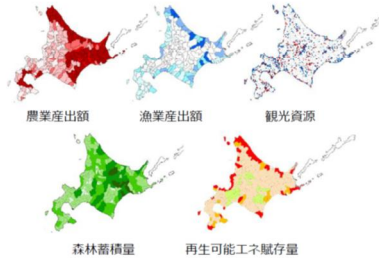 農業産出額
漁業産出額
観光資源
森林蓄積量
再生可能エネ賦存量